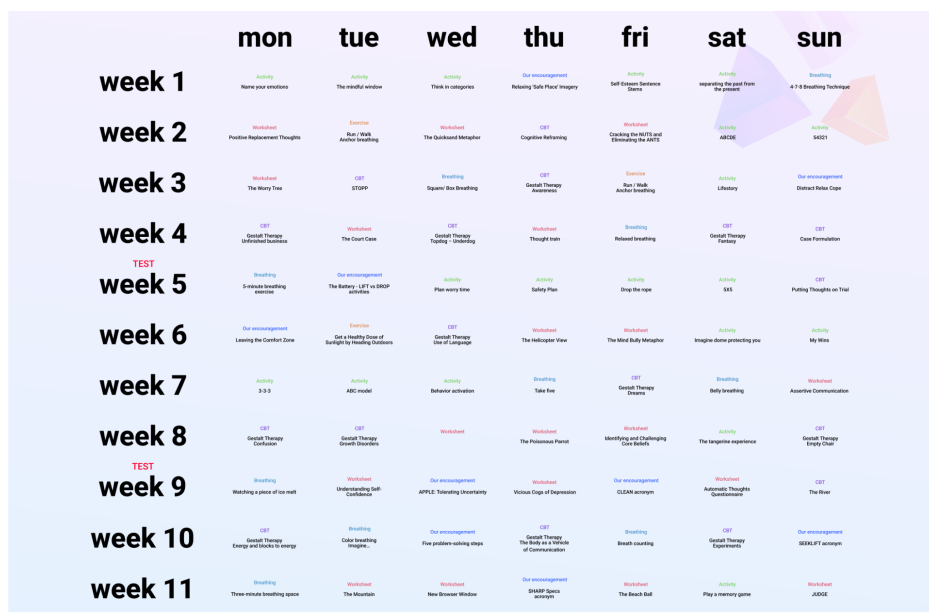 mon tue wed thu fri sat sun
week 1
Activity Activity Activity Our encouragement Activity Activity Breathing
Name your emotions The mindful window Think in categories Relaxing 'Safe Place' Imagery Self-Esteem Sentence Stems separating the past from the present 4-7-8 Breathing Technique
week 2
Worksheet Exercise Worksheet CBT Worksheet Activity Activity
Positive Replacement Thoughts Run / Walk Anchor breathing The Quicksand Metaphor Cognitive Reframing Cracking the NUTS and Eliminating the ANTS ABCDE 54321
week 3
Worksheet CBT Breathing CBT Exercise Activity Our encouragement
The Worry Tree STOPP Square/ Box Breathing Gestalt Therapy Awareness Run / Walk Anchor breathing Lifestory Distract Relax Cope
week 4
CBT Worksheet CBT Worksheet Breathing CBT CBT
Gestalt Therapy Unfinished business The Court Case Gestalt Therapy Topdog – Underdog Thought train Relaxed breathing Gestalt Therapy Fantasy Case Formulation
TEST
week 5
Breathing Our encouragement Activity Activity Activity Activity CBT
5-minute breathing exercise The Battery - LIFT vs DROP activities Plan worry time Safety Plan Drop the rope 5X5 Putting Thoughts on Trial
week 6
Our encouragement Exercise CBT Worksheet Worksheet Activity Activity
Leaving the Comfort Zone Get a Healthy Dose of Sunlight by Heading Outdoors Gestalt Therapy Use of Language The Helicopter View The Mind Bully Metaphor Imagine dome protecting you My Wins
week 7
Activity Activity Activity Breathing CBT Breathing Worksheet
3-3-3 ABC model Behavior activation Take five Gestalt Therapy Dreams Belly breathing Assertive Communication
week 8
CBT CBT Worksheet Worksheet Worksheet Activity CBT
Gestalt Therapy Confusion Gestalt Therapy Growth Disorders The Poisonous Parrot Identifying and Challenging Core Beliefs The tangerine experience Gestalt Therapy Empty Chair
TEST
week 9
Breathing Worksheet Our encouragement Worksheet Our encouragement Worksheet CBT
Watching a piece of ice melt Understanding Self-Confidence APPLE: Tolerating Uncertainty Vicious Cogs of Depression CLEAN acronym Automatic Thoughts Questionnaire The River
week 10
CBT Breathing Our encouragement CBT Breathing CBT Our encouragement
Gestalt Therapy Energy and blocks to energy Color breathing Imagine... Five problem-solving steps Gestalt Therapy The Body as a Vehicle of Communication Breath counting Gestalt Therapy Experiments SEEKLIFT acronym
week 11
Breathing Worksheet Worksheet Our encouragement Worksheet Activity Worksheet
Three-minute breathing space The Mountain New Browser Window SHARP Specs acronym The Beach Ball Play a memory game JUDGE